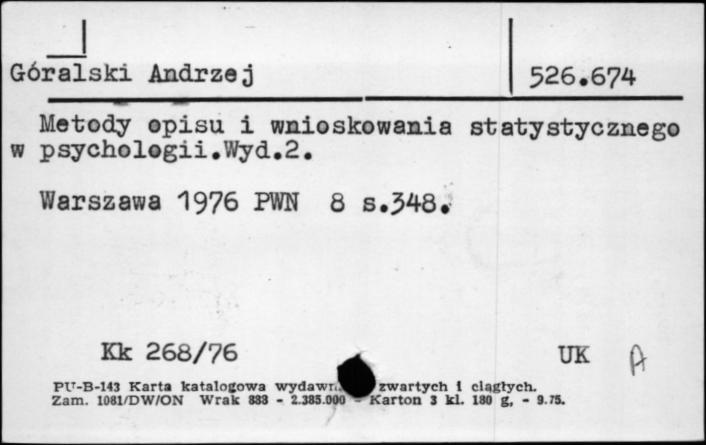 Góralski Andrzej 526.674
Metody opisu i wnioskowania statystycznego
w psychologii.Wyd.2.
Warszawa 1976 PWN 8 s.348.
Kk 268/76 UK A
PU-B-143 Karta katalogowa zwartych i ciągłych.
Zam. 1081/DW/ON Wrak 888 - 2.385.000 - Karton 3 kl. 180 g, - 9.75.